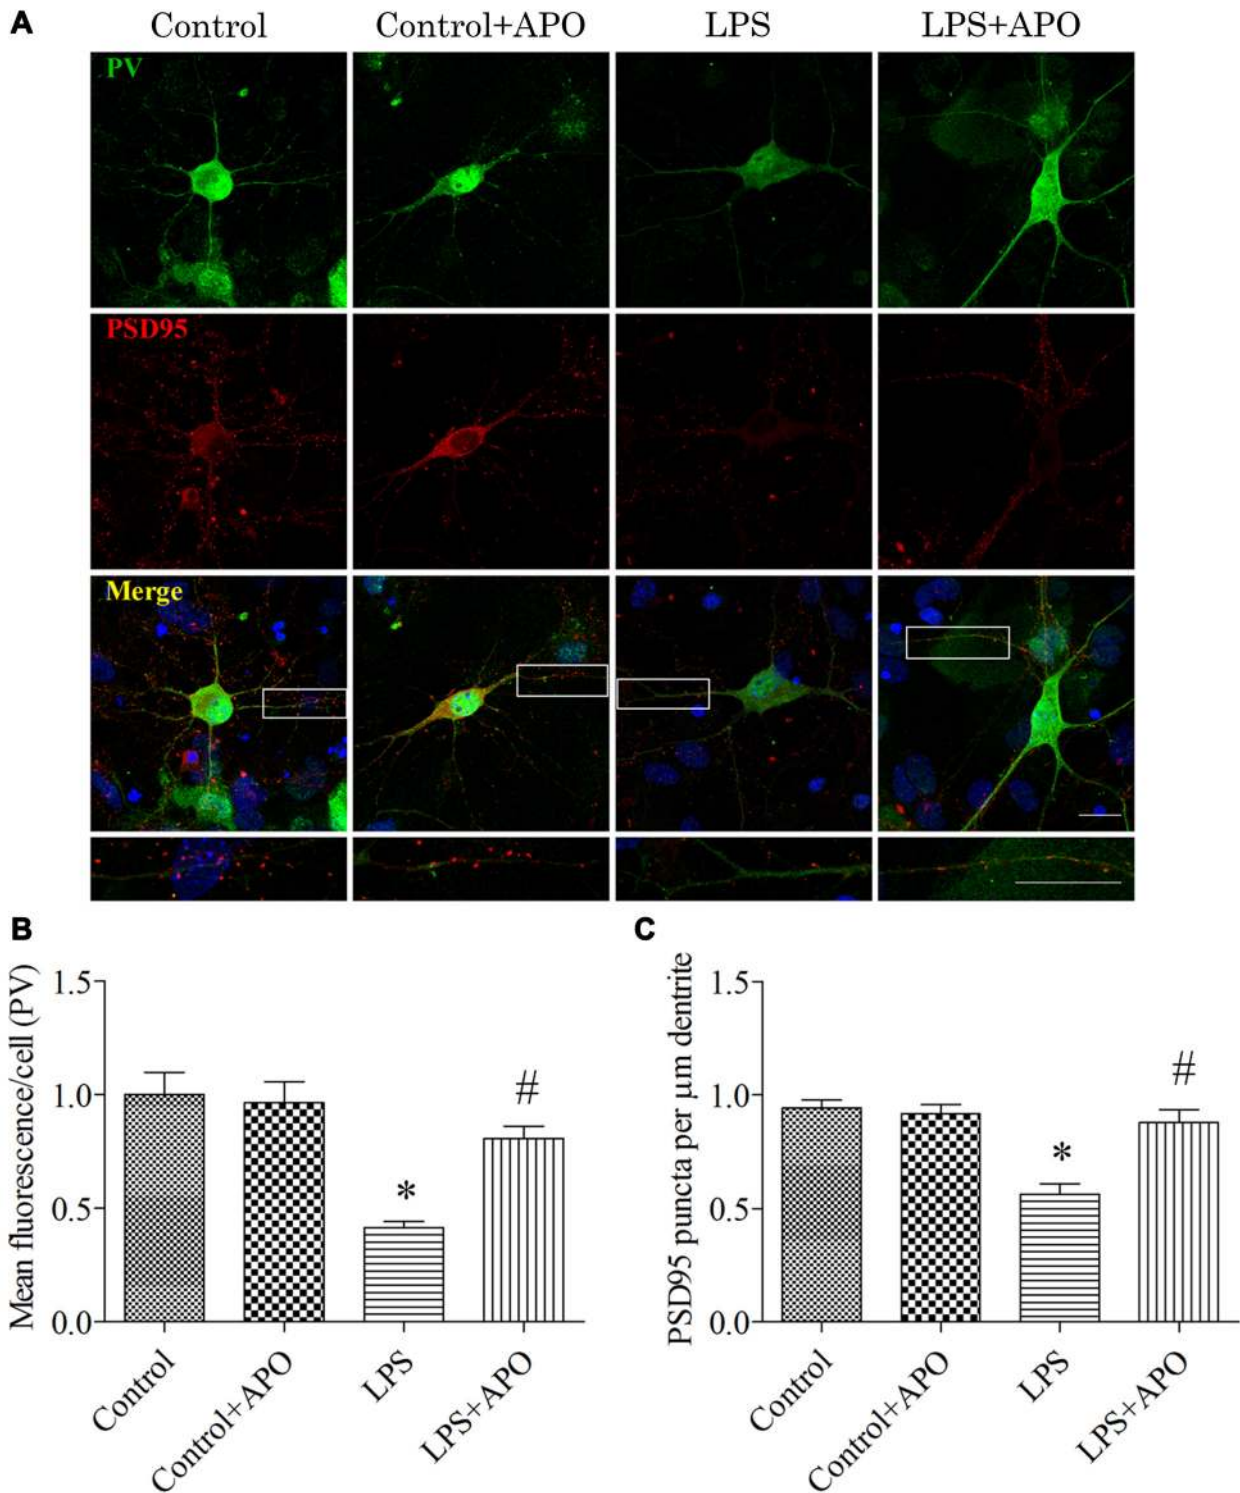 A
Control Control+APO LPS LPS+APO
PV
PSD95
Merge
B
Mean fluorescence/cell (PV)
1.5
1.0
0.5
0.0
*
#
Control
Control+APO
LPS
LPS+APO
C
PSD95 puncta per μm dentrite
1.5
1.0
0.5
0.0
*
#
Control
Control+APO
LPS
LPS+APO